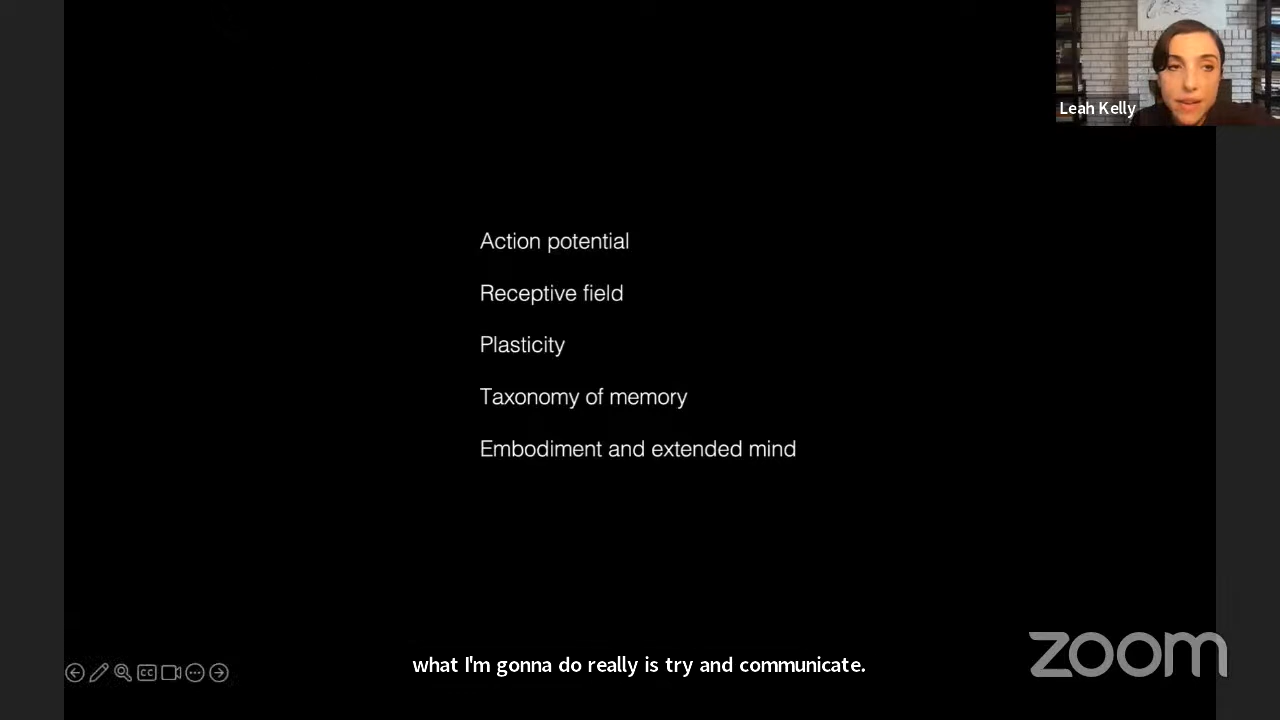 Leah Kelly
Action potential
Receptive field
Plasticity
Taxonomy of memory
Embodiment and extended mind
what I'm gonna do really is try and communicate.
CC
zoom